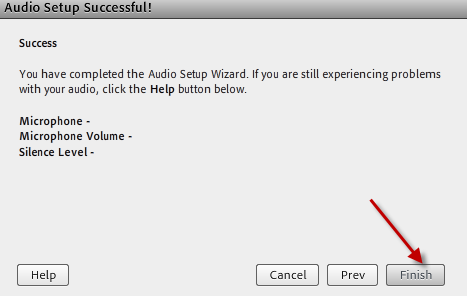 Audio Setup Successful!
Success
You have completed the Audio Setup Wizard. If you are still experiencing problems
with your audio, click the Help button below.
Microphone -
Microphone Volume -
Silence Level -
Help
Cancel
Prev
Finish